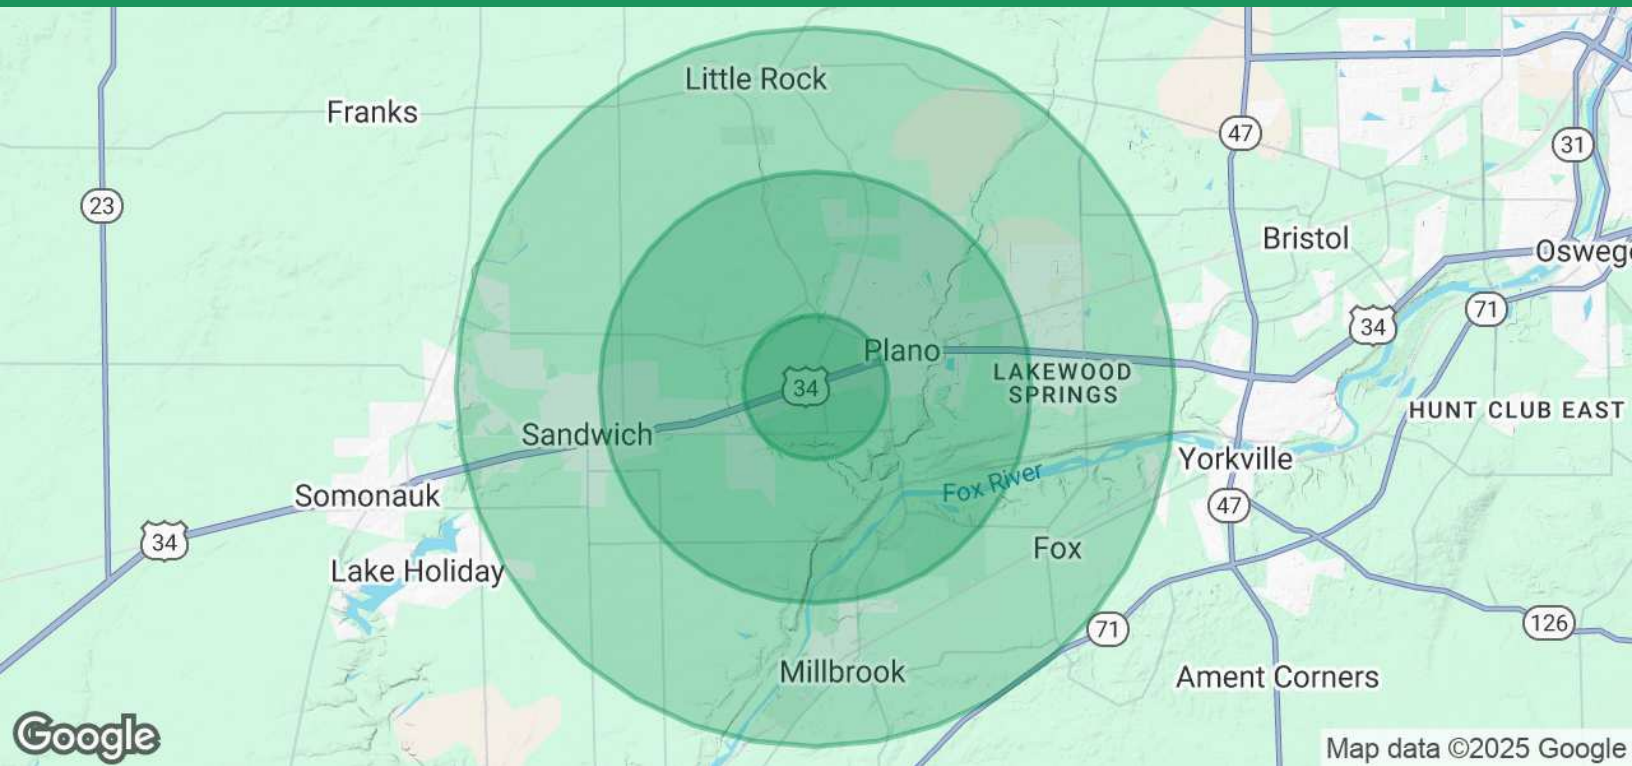 Little Rock
Franks
47
31
23
Bristol
Oswego
71
34
Plano
34
LAKEWOOD
SPRINGS
HUNT CLUB EAST
Sandwich
Yorkville
Fox River
Somonauk
47
34
Fox
Lake Holiday
71
126
Millbrook
Ament Corners
Google
Map data ©2025 Google